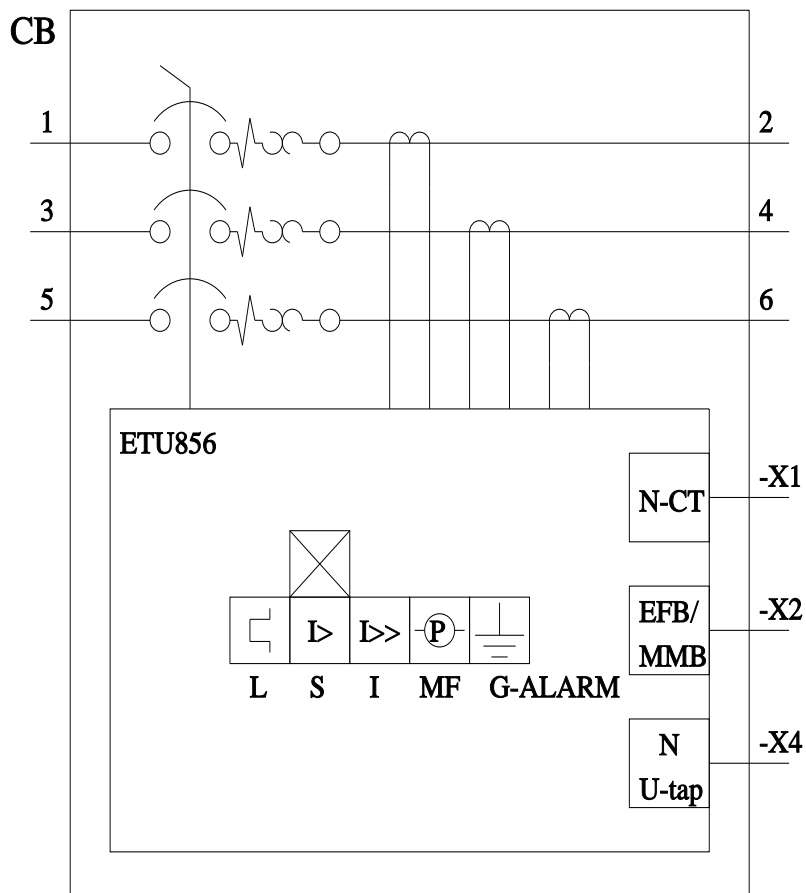 CB
1 2
3 4
5 6
ETU856
N-CT -X1
EFB/
MMB
-X2
I> I>> P
L S I MF G-ALARM
N
U-tap
-X4